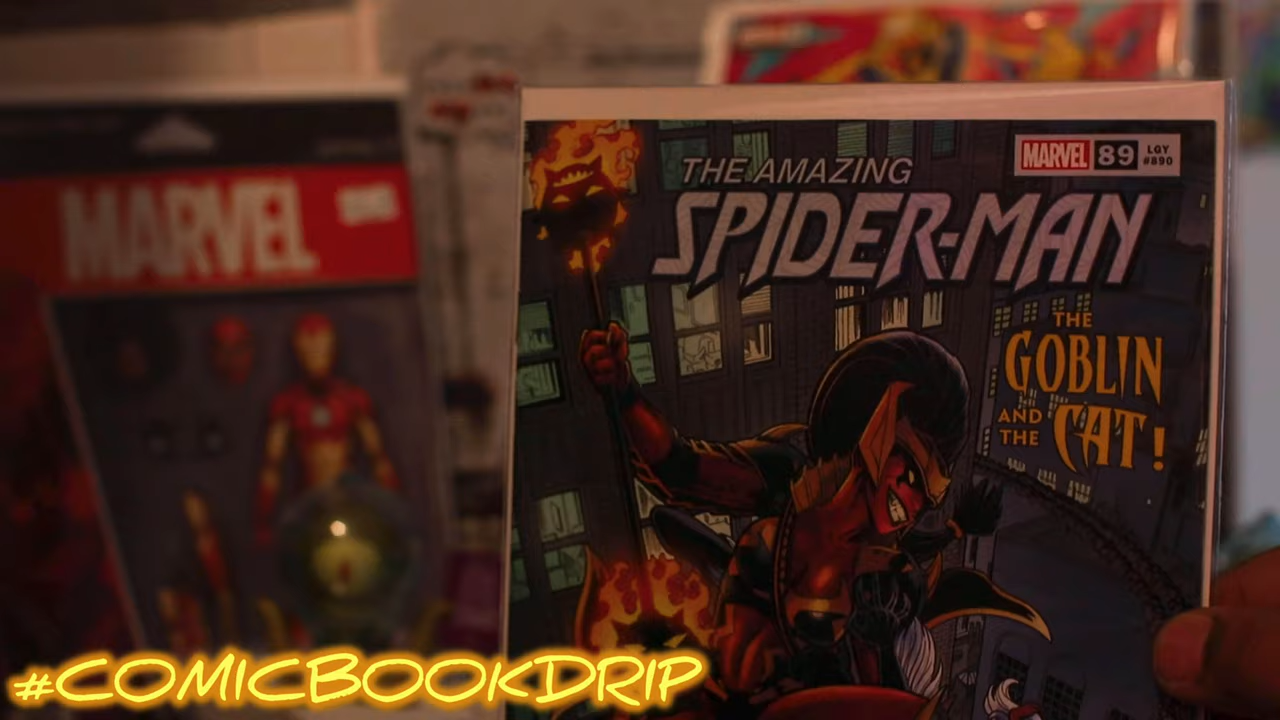 MARVEL
THE AMAZING
SPIDER-MAN
MARVEL 89 LGY #890
THE
GOBLIN
AND THE CAT!
#COMICBOOKDRIP